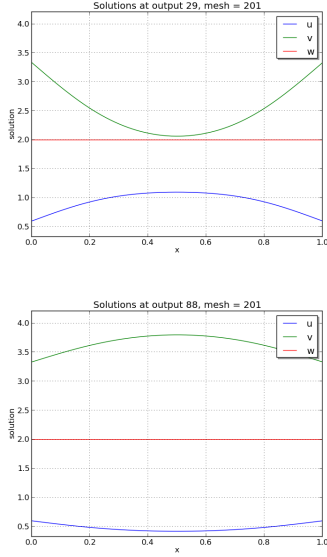 Solutions at output 29, mesh = 201
4.0
3.5
3.0
2.5
2.0
1.5
1.0
0.5
solution
u
v
w
0.0 0.2 0.4 0.6 0.8 1.0
x
Solutions at output 88, mesh = 201
4.0
3.5
3.0
2.5
2.0
1.5
1.0
0.5
solution
u
v
w
0.0 0.2 0.4 0.6 0.8 1.0
x